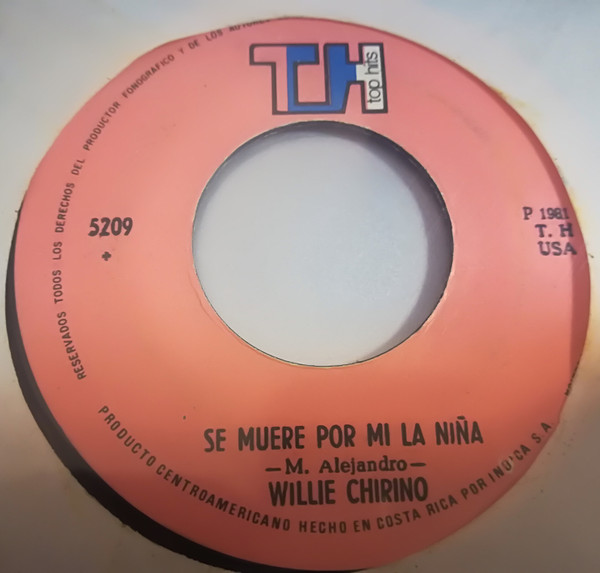 TH
top hits
RESERVADOS TODOS LOS DERECHOS DEL PRODUCTOR FONOGRAFICO Y DE LOS AUTORES
5209
P 1981
T. H
USA
SE MUERE POR MI LA NIÑA
—M. Alejandro—
WILLIE CHIRINO
PRODUCTO CENTROAMERICANO HECHO EN COSTA RICA POR INDICA S.A.